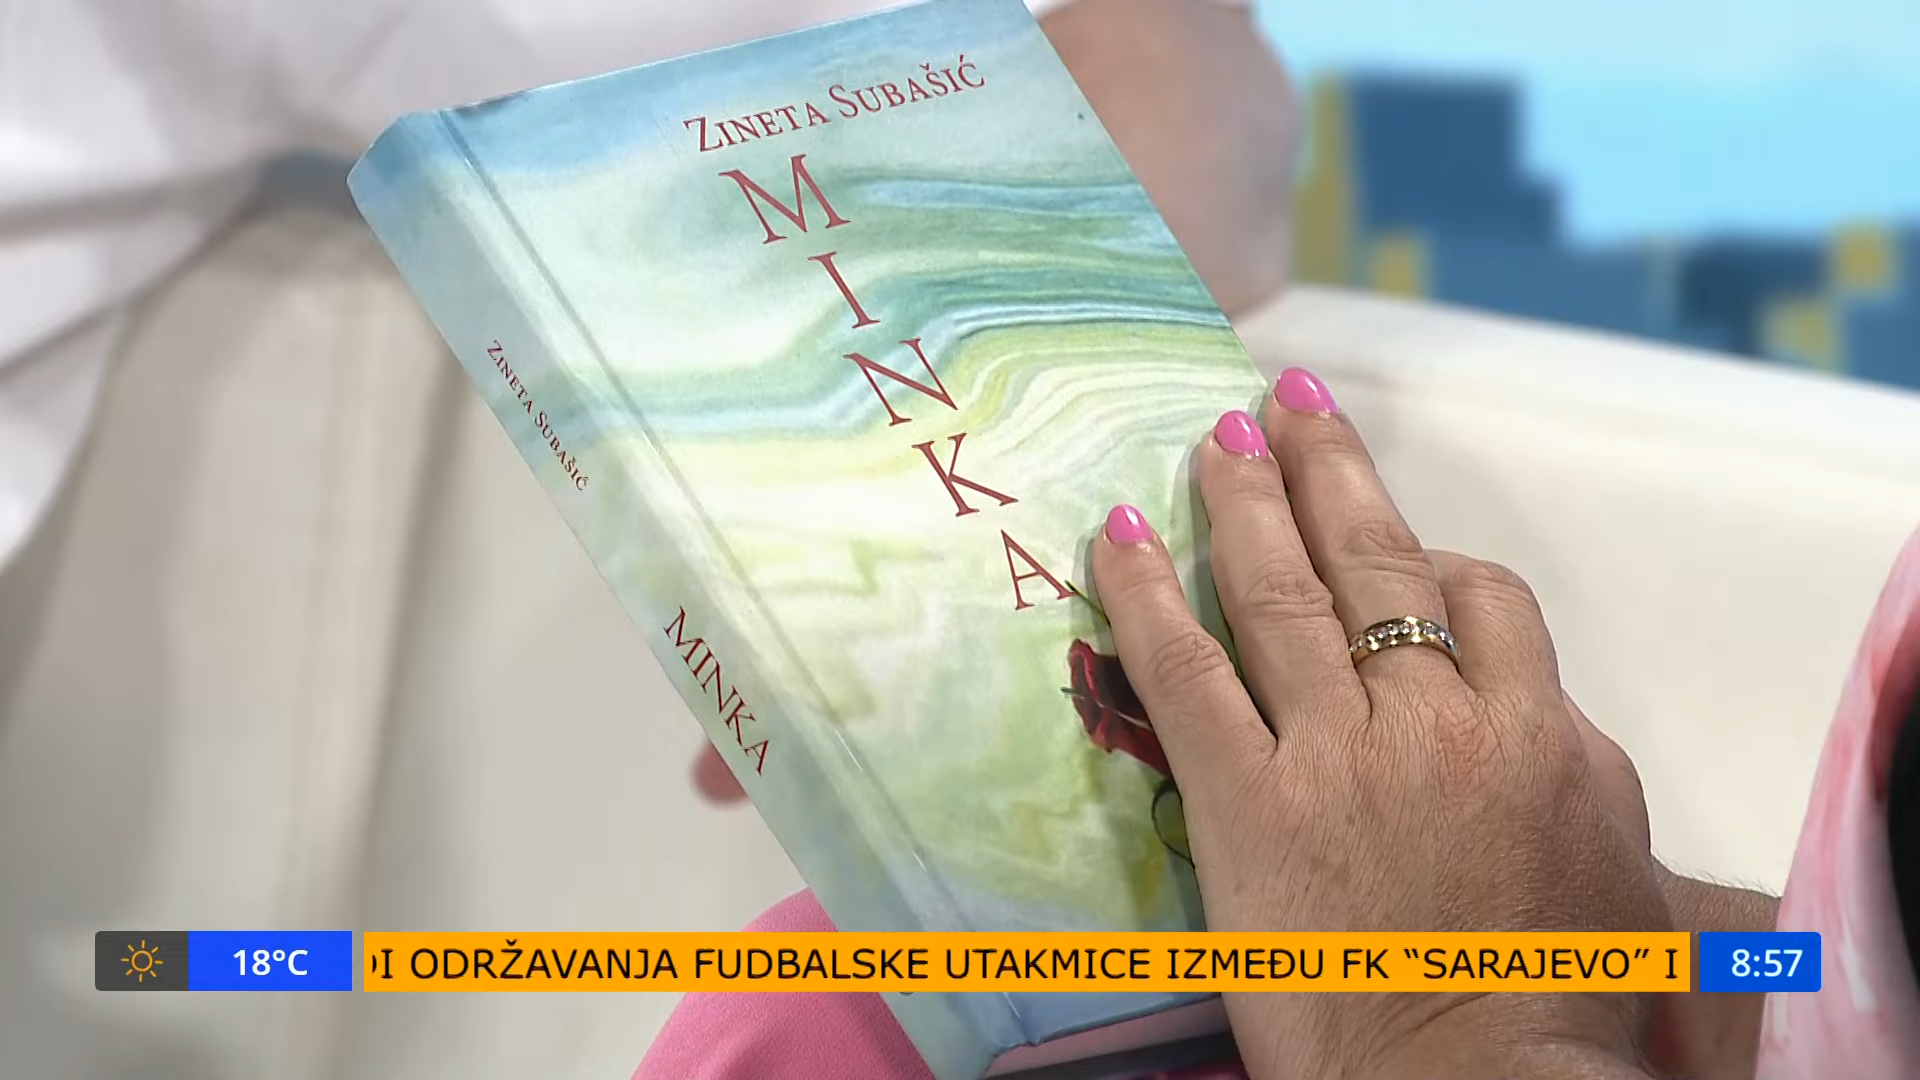 ZINETA SUBAŠIĆ
MINKA
ZINETA SUBAŠIĆ
MINKA
18°C
I ODRŽAVANJA FUDBALSKE UTAKMICE IZMEĐU FK “SARAJEVO” I
8:57